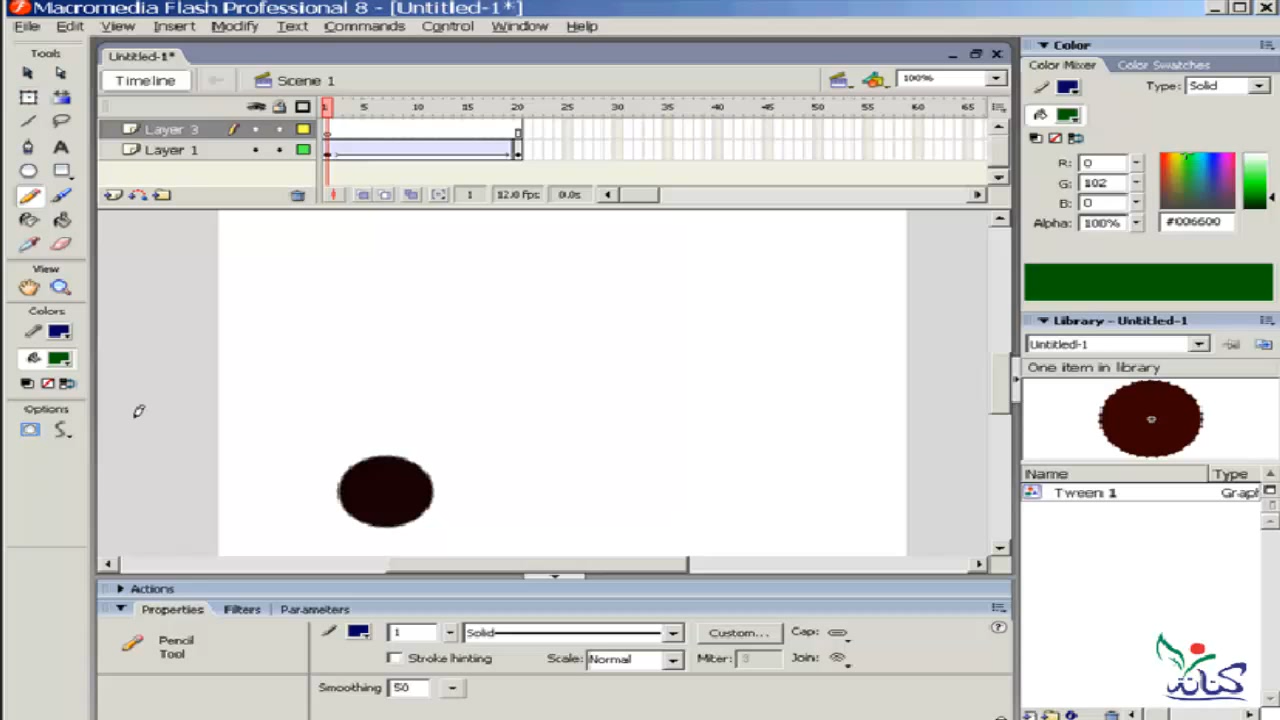 Macromedia Flash Professional 8 - [Untitled-1*]
File Edit View Insert Modify Text Commands Control Window Help
Tools
View
Colors
Options
Untitled-1*
Timeline
Scene 1
100%
1 5 10 15 20 25 30 35 40 45 50 55 60 65
Layer 3
Layer 1
1 12.0 fps 0.0s
Color
Color Mixer Color Swatches
Type: Solid
R: 0
G: 102
B: 0
Alpha: 100% #006600
Library - Untitled-1
Untitled-1
One item in library
Name Type
Tween 1 Graph
Actions
Properties Filters Parameters
Pencil
Tool
1 Solid Custom... Cap:
Stroke hinting Scale: Normal Miter: 3 Join:
Smoothing 50
كنانة